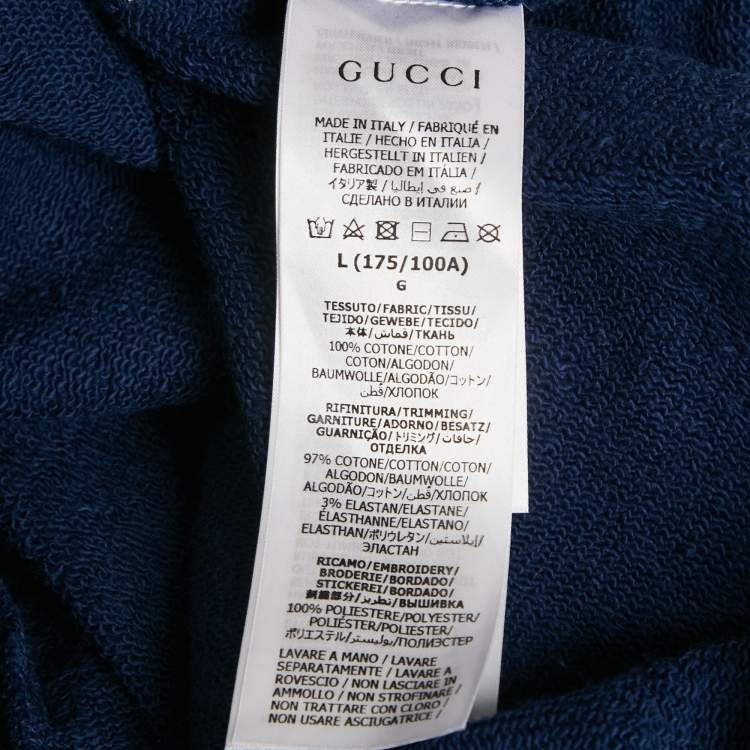 GUCCI
MADE IN ITALY / FABRIQUÉ EN
ITALIE / HECHO EN ITALIA /
HERGESTELLT IN ITALIEN /
FABRICADO EM ITÁLIA /
イタリア製 / صنع في إيطاليا /
СДЕЛАНО В ИТАЛИИ
L (175/100A)
G
TESSUTO/FABRIC/TISSU/
TEJIDO/GEWEBE/TECIDO/
本体/قماش/ТКАНЬ
100% COTONE/COTTON/
COTON/ALGODON/
BAUMWOLLE/ALGODÃO/コットン/
قطن/ХЛОПОК
RIFINITURA/TRIMMING/
GARNITURE/ADORNO/BESATZ/
GUARNIÇÃO/トリミング/حافات/
ОТДЕЛКА
97% COTONE/COTTON/COTON/
ALGODON/BAUMWOLLE/
ALGODÃO/コットン/قطن/ХЛОПОК
3% ELASTAN/ELASTANE/
ÉLASTHANNE/ELASTANO/
ELASTHAN/ポリウレタン/إيلاستين/
ЭЛАСТАН
RICAMO/EMBROIDERY/
BRODERIE/BORDADO/
STICKEREI/BORDADO/
刺繍部分/تطريز/ВЫШИВКА
100% POLIESTERE/POLYESTER/
POLIÉSTER/POLYESTER/
ポリエステル/بوليستر/ПОЛИЭСТЕР
LAVARE A MANO / LAVARE
SEPARATAMENTE / LAVARE A
ROVESCIO / NON LASCIARE IN
AMMOLLO / NON STROFINARE /
NON TRATTARE CON CLORO /
NON USARE ASCIUGATRICE /